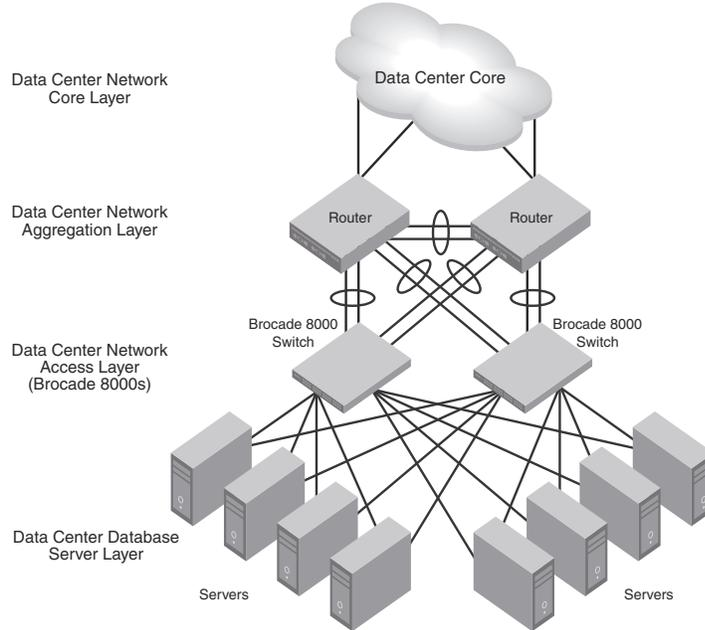 Data Center Network
Core Layer
Data Center Core
Data Center Network
Aggregation Layer
Router
Router
Brocade 8000
Switch
Brocade 8000
Switch
Data Center Network
Access Layer
(Brocade 8000s)
Data Center Database
Server Layer
Servers
Servers